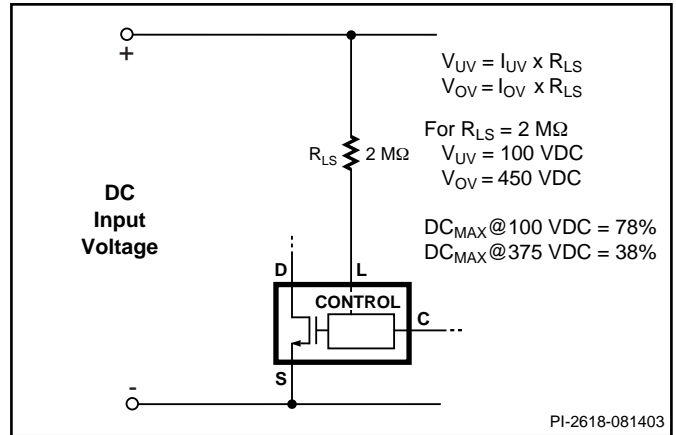 +
V_UV = I_UV x R_LS
V_OV = I_OV x R_LS
For R_LS = 2 MΩ
V_UV = 100 VDC
V_OV = 450 VDC
DC_MAX@100 VDC = 78%
DC_MAX@375 VDC = 38%
R_LS 2 MΩ
DC
Input
Voltage
D L
CONTROL
C
S
-
PI-2618-081403